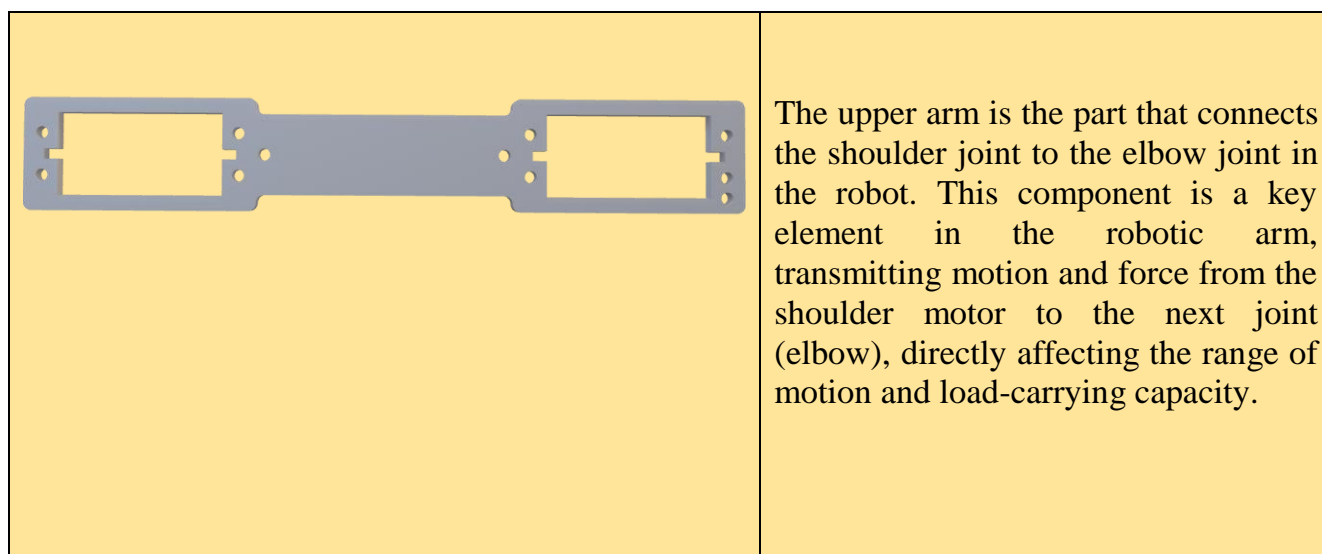 The upper arm is the part that connects
the shoulder joint to the elbow joint in
the robot. This component is a key
element in the robotic arm,
transmitting motion and force from the
shoulder motor to the next joint
(elbow), directly affecting the range of
motion and load-carrying capacity.